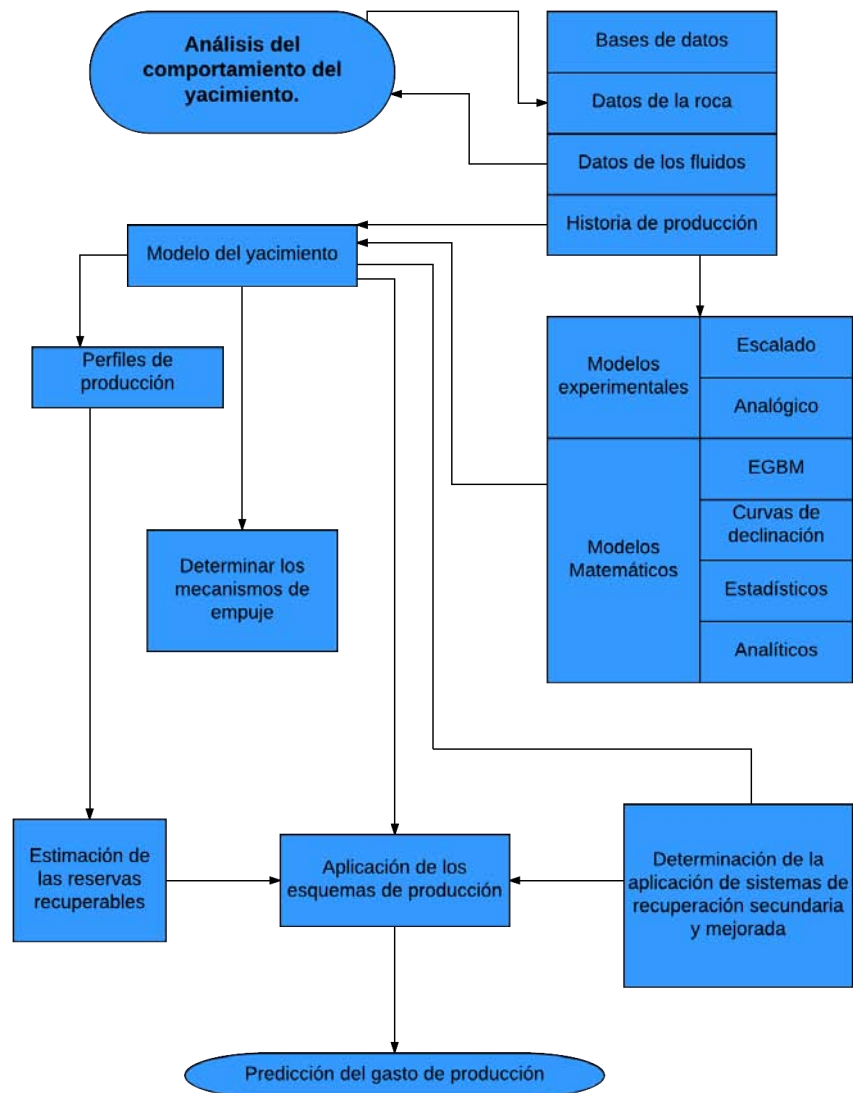 Análisis del
comportamiento del
yacimiento.
Bases de datos
Datos de la roca
Datos de los fluidos
Historia de producción
Modelo del yacimiento
Perfiles de
producción
Modelos
experimentales
Escalado
Analógico
Modelos
Matemáticos
EGBM
Curvas de
declinación
Estadísticos
Analíticos
Determinar los
mecanismos de
empuje
Estimación de
las reservas
recuperables
Aplicación de los
esquemas de producción
Determinación de la
aplicación de sistemas de
recuperación secundaria
y mejorada
Predicción del gasto de producción